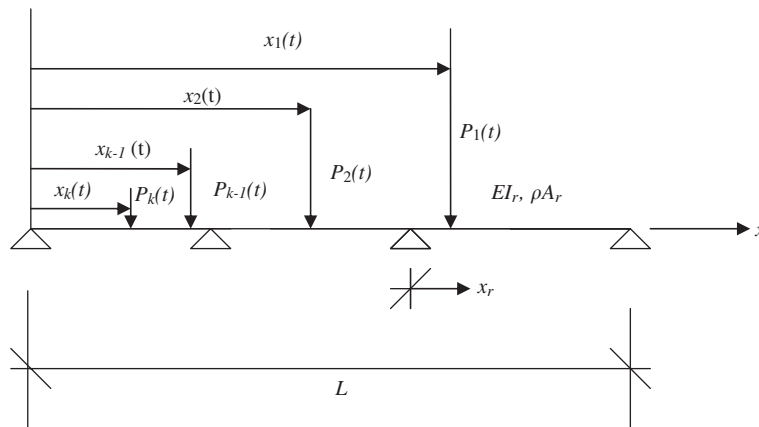 x1(t)
x2(t)
P1(t)
xk-1 (t)
P2(t)
xk(t)
Pk(t)
Pk-1(t)
EIr, ρAr
x
xr
L